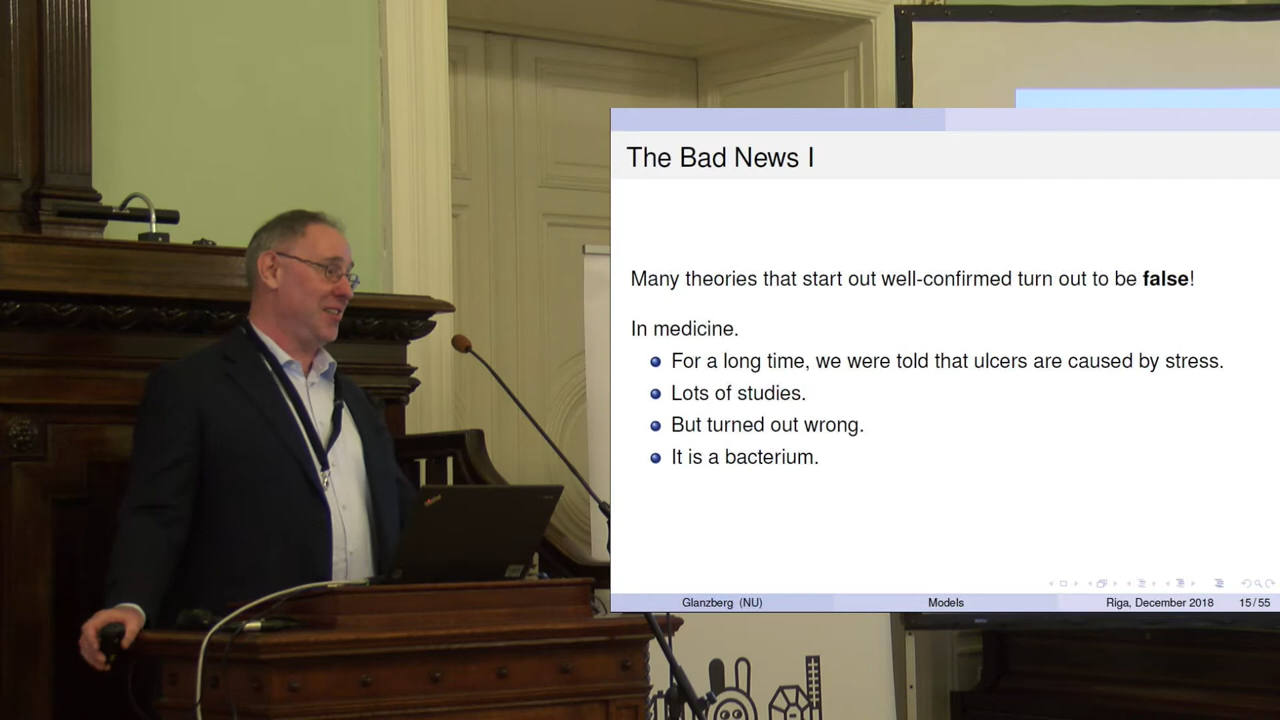 The Bad News I
Many theories that start out well-confirmed turn out to be false!
In medicine.
For a long time, we were told that ulcers are caused by stress.
Lots of studies.
But turned out wrong.
It is a bacterium.
Glanzberg (NU) Models Riga, December 2018 15/55